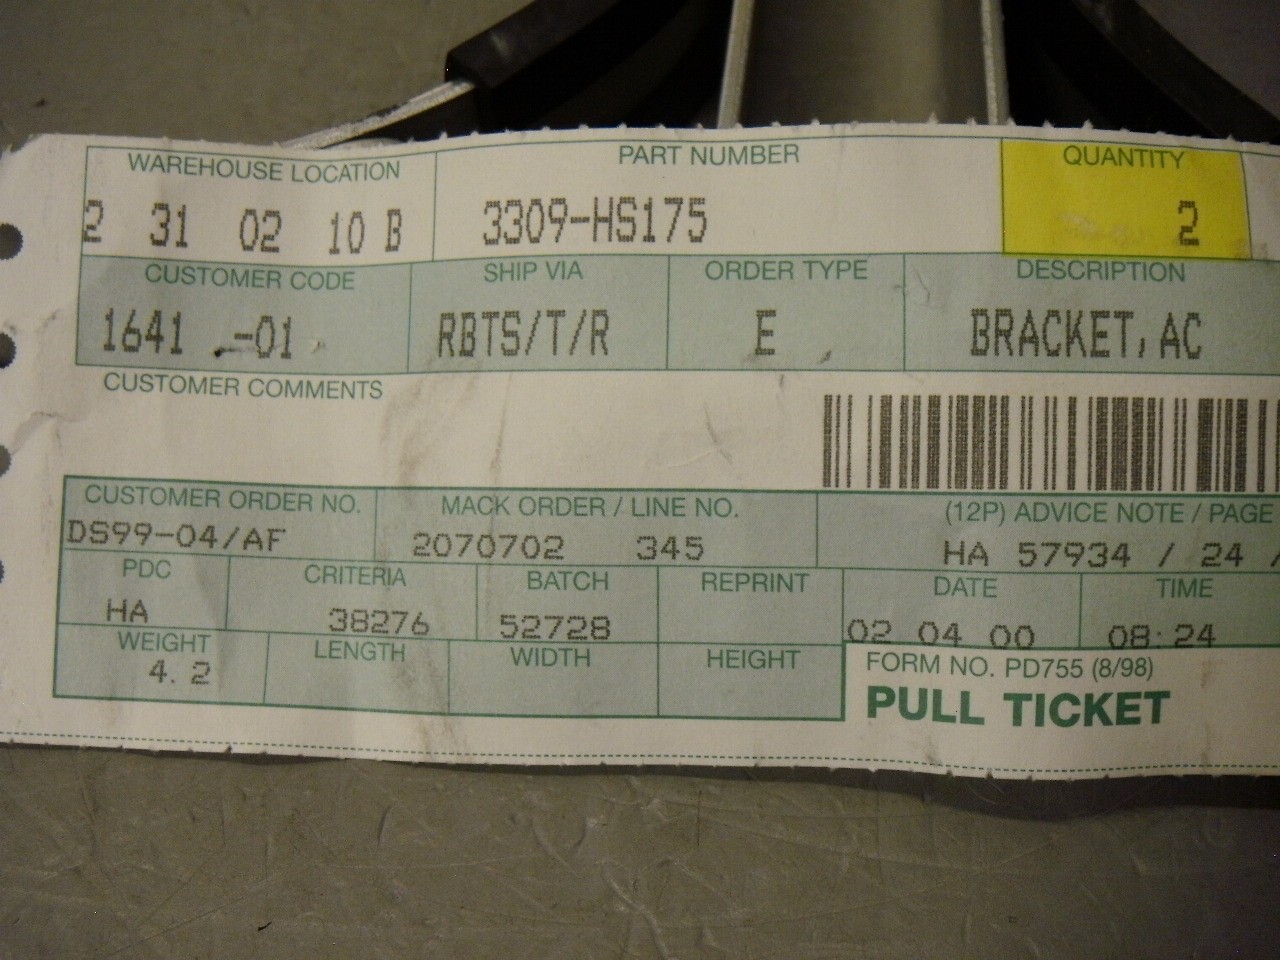 WAREHOUSE LOCATION PART NUMBER QUANTITY
2 31 02 10 B 3309-HS175 2
CUSTOMER CODE SHIP VIA ORDER TYPE DESCRIPTION
1641 -01 RBTS/T/R E BRACKET, AC
CUSTOMER COMMENTS
CUSTOMER ORDER NO. MACK ORDER / LINE NO. (12P) ADVICE NOTE / PAGE
DS99-04/AF 2070702 345 HA 57934 / 24 /
PDC CRITERIA BATCH REPRINT DATE TIME
HA 38276 52728 02 04 00 08:24
WEIGHT LENGTH WIDTH HEIGHT FORM NO. PD755 (8/98)
4.2 PULL TICKET